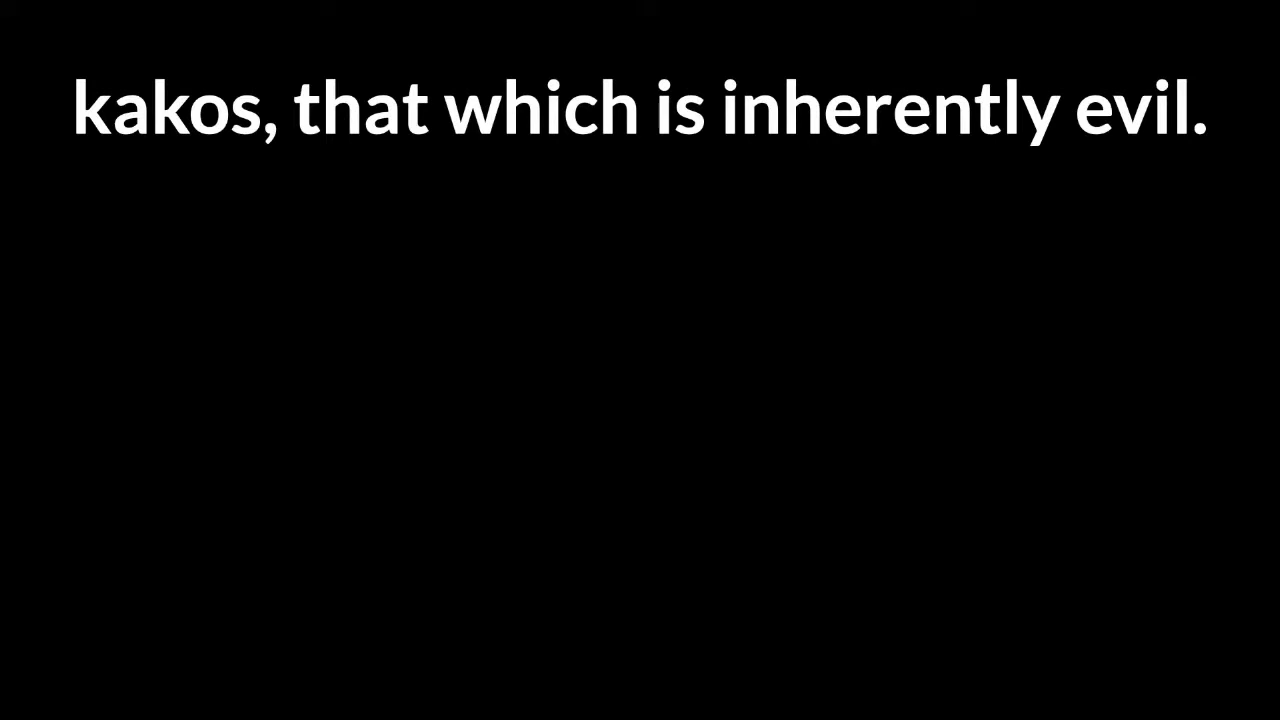 kakos, that which is inherently evil.